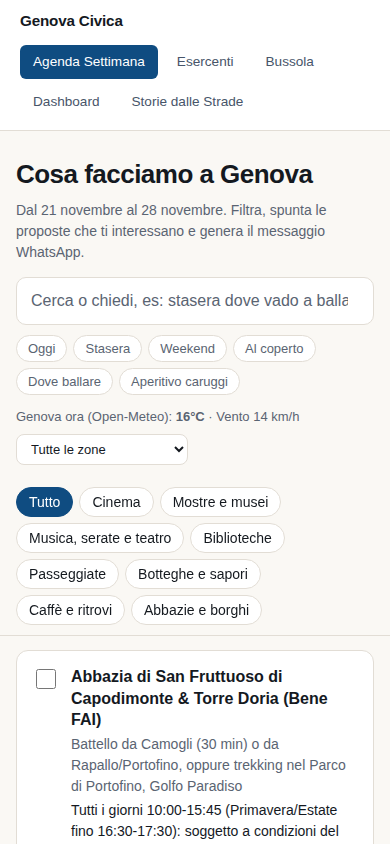 Genova Civica
Agenda Settimana Esercenti Bussola
Dashboard Storie dalle Strade
Cosa facciamo a Genova
Dal 21 novembre al 28 novembre. Filtra, spunta le
proposte che ti interessano e genera il messaggio
WhatsApp.
Cerca o chiedi, es: stasera dove vado a balla
Oggi Stasera Weekend Al coperto
Dove ballare Aperitivo caruggi
Genova ora (Open-Meteo): 16°C · Vento 14 km/h
Tutte le zone
Tutto Cinema Mostre e musei
Musica, serate e teatro Biblioteche
Passeggiate Botteghe e sapori
Caffè e ritrovi Abbazie e borghi
Abbazia di San Fruttuoso di
Capodimonte & Torre Doria (Bene
FAI)
Battello da Camogli (30 min) o da
Rapallo/Portofino, oppure trekking nel Parco
di Portofino, Golfo Paradiso
Tutti i giorni 10:00-15:45 (Primavera/Estate
fino 16:30-17:30): soggetto a condizioni del